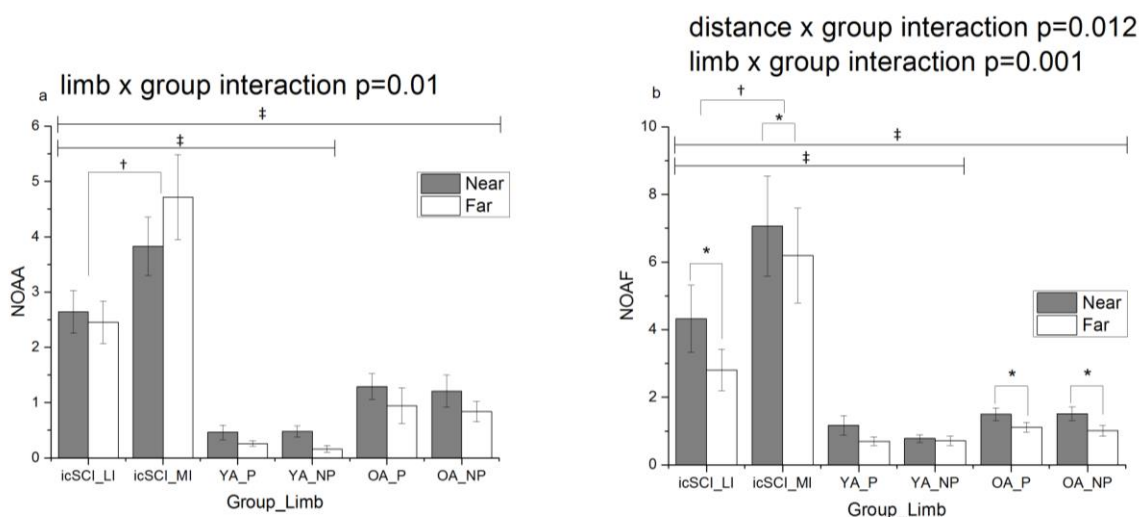 limb x group interaction p=0.01
a
‡
‡
†
6
5
4
3
2
1
0
NOAA
Near
Far
icSCI_LI icSCI_MI YA_P YA_NP OA_P OA_NP
Group_Limb
distance x group interaction p=0.012
limb x group interaction p=0.001
b
†
*
‡
‡
*
*
*
10
8
6
4
2
0
NOAF
Near
Far
icSCI_LI icSCI_MI YA_P YA_NP OA_P OA_NP
Group_Limb